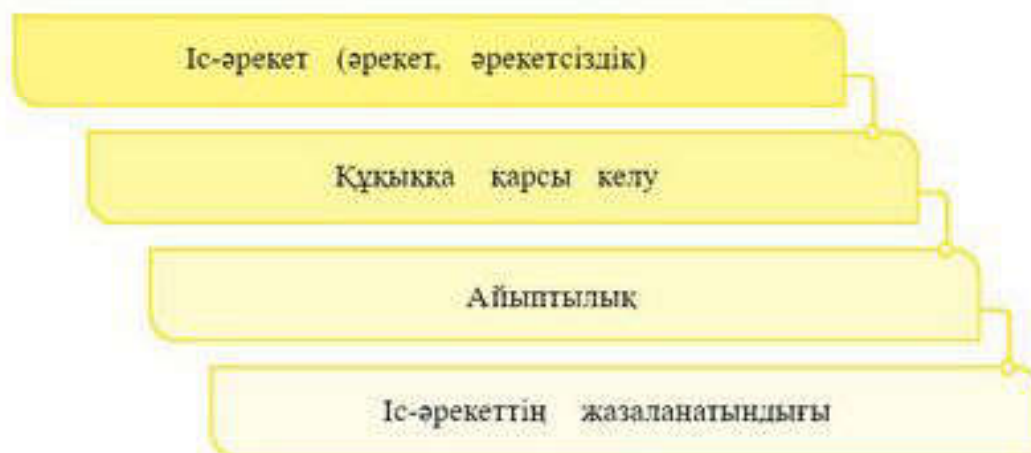 Іс-әрекет (әрекет, әрекетсіздік)
Құқыққа қарсы келу
Айыптылық
Іс-әрекеттің жазаланатындығы